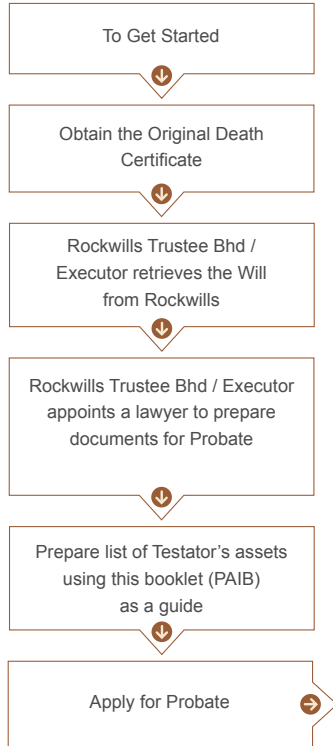 To Get Started
Obtain the Original Death
Certificate
Rockwills Trustee Bhd /
Executor retrieves the Will
from Rockwills
Rockwills Trustee Bhd / Executor
appoints a lawyer to prepare
documents for Probate
Prepare list of Testator’s assets
using this booklet (PAIB)
as a guide
Apply for Probate